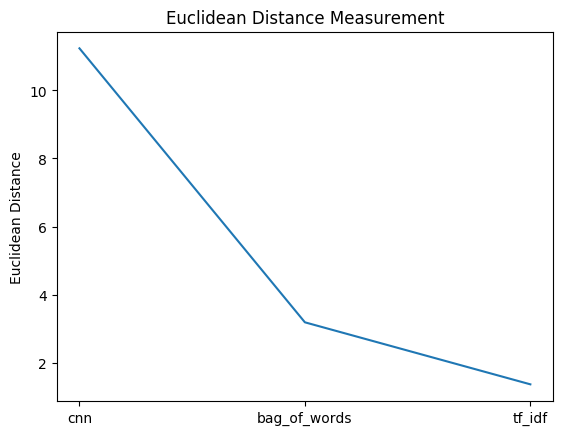 Euclidean Distance Measurement
Euclidean Distance
10
8
6
4
2
cnn
bag_of_words
tf_idf